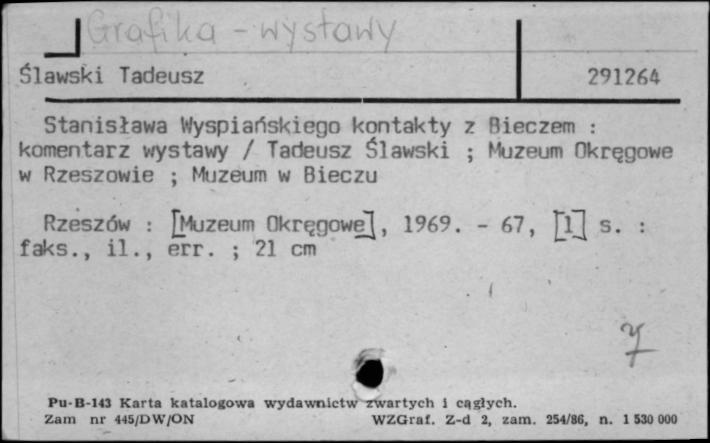 Grafika - wystawy
Ślawski Tadeusz 291264
Stanisława Wyspiańskiego kontakty z Bieczem :
komentarz wystawy / Tadeusz Ślawski ; Muzeum Okręgowe
w Rzeszowie ; Muzeum w Bieczu
Rzeszów : [Muzeum Okręgowe], 1969. - 67, [1] s. :
faks., il., err. ; 21 cm
7
Pu-B-143 Karta katalogowa wydawnictw zwartych i cągłych.
Zam nr 445/DW/ON WZGraf. Z-d 2, zam. 254/86, n. 1 530 000